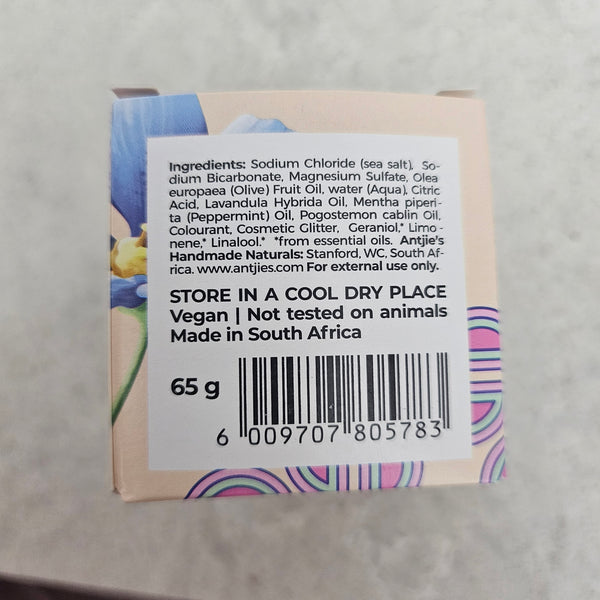 Ingredients: Sodium Chloride (sea salt), So-
dium Bicarbonate, Magnesium Sulfate, Olea
europaea (Olive) Fruit Oil, water (Aqua), Citric
Acid, Lavandula Hybrida Oil, Mentha piperi-
ta (Peppermint) Oil, Pogostemon cablin Oil,
Colourant, Cosmetic Glitter, Geraniol,* Limo-
nene,* Linalool.* *from essential oils. Antjie's
Handmade Naturals: Stanford, WC, South Af-
rica. www.antjies.com For external use only.
STORE IN A COOL DRY PLACE
Vegan | Not tested on animals
Made in South Africa
65 g
6 009707 805783